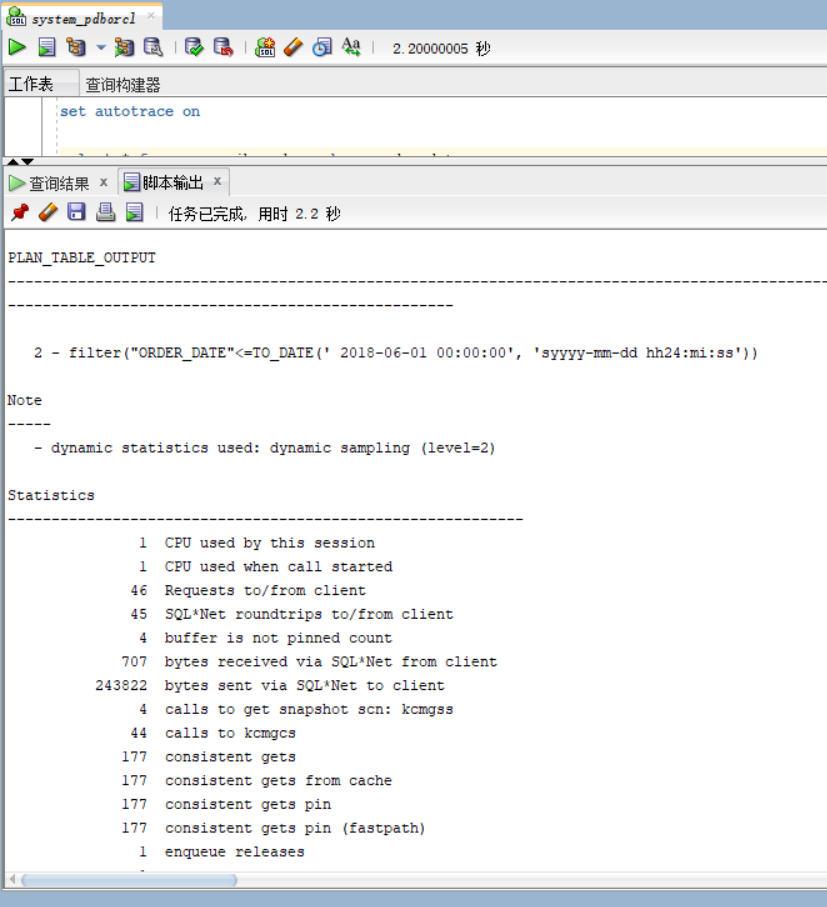 system_pdborcl
2.20000005 秒
工作表 查询构建器
set autotrace on
查询结果 x 脚本输出 x
任务已完成, 用时 2.2 秒
PLAN_TABLE_OUTPUT
--------------------------------------------------------------------------------------------
---------------------------------------------------
2 - filter("ORDER_DATE"<=TO_DATE(' 2018-06-01 00:00:00', 'syyyy-mm-dd hh24:mi:ss'))
Note
-----
- dynamic statistics used: dynamic sampling (level=2)
Statistics
-----------------------------------------------------------
1 CPU used by this session
1 CPU used when call started
46 Requests to/from client
45 SQL*Net roundtrips to/from client
4 buffer is not pinned count
707 bytes received via SQL*Net from client
243822 bytes sent via SQL*Net to client
4 calls to get snapshot scn: kcmgss
44 calls to kcmgcs
177 consistent gets
177 consistent gets from cache
177 consistent gets pin
177 consistent gets pin (fastpath)
1 enqueue releases